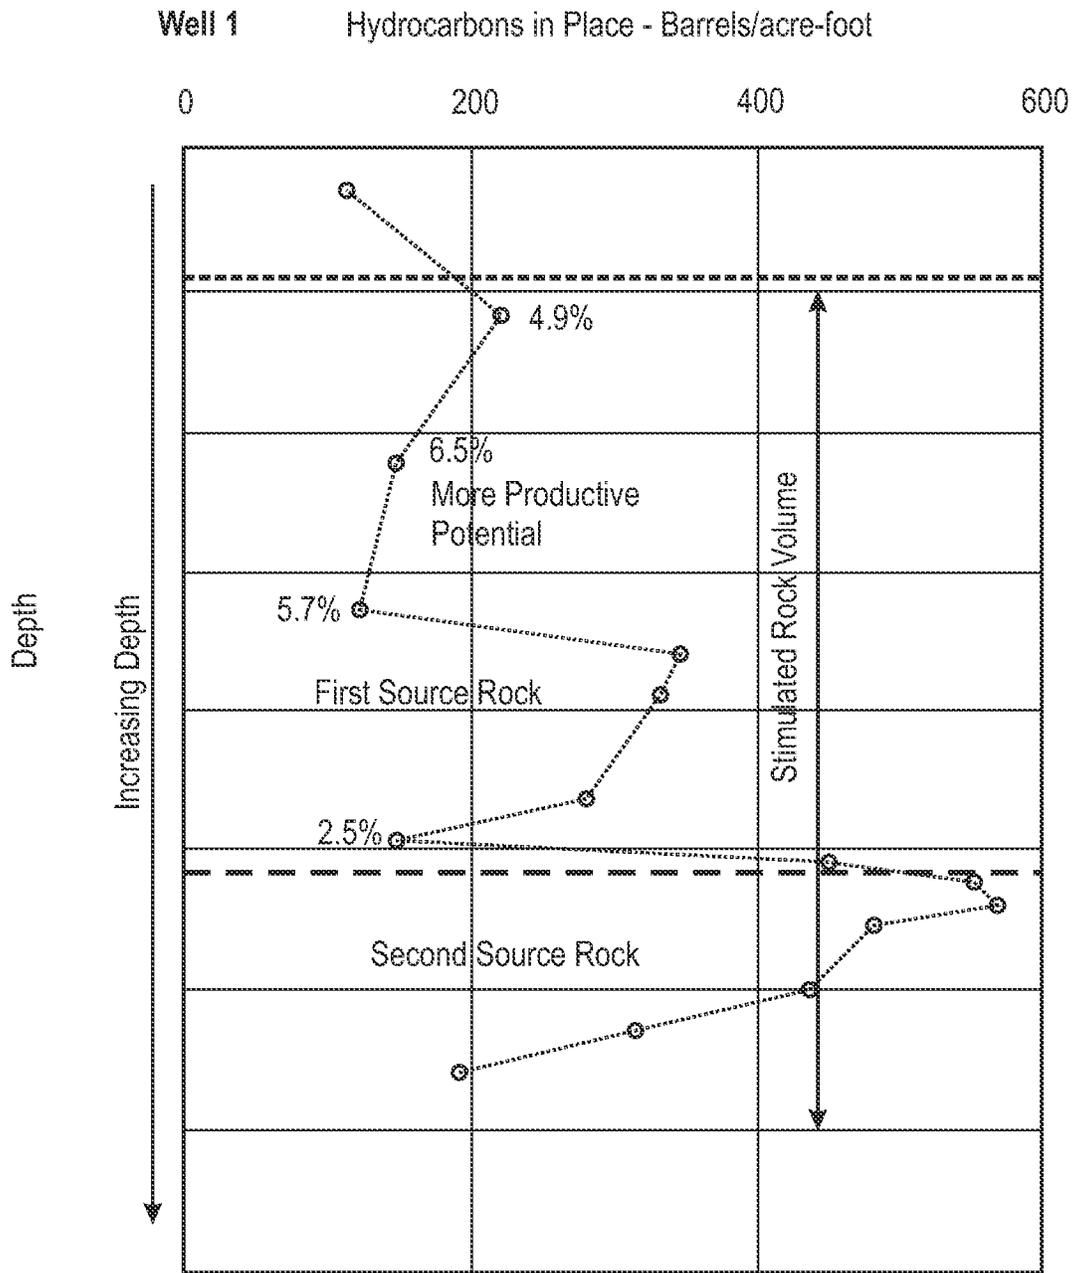 Well 1
Hydrocarbons in Place - Barrels/acre-foot
0
200
400
600
4.9%
6.5%
More Productive
Potential
5.7%
First Source Rock
2.5%
Second Source Rock
Stimulated Rock Volume
Depth
Increasing Depth